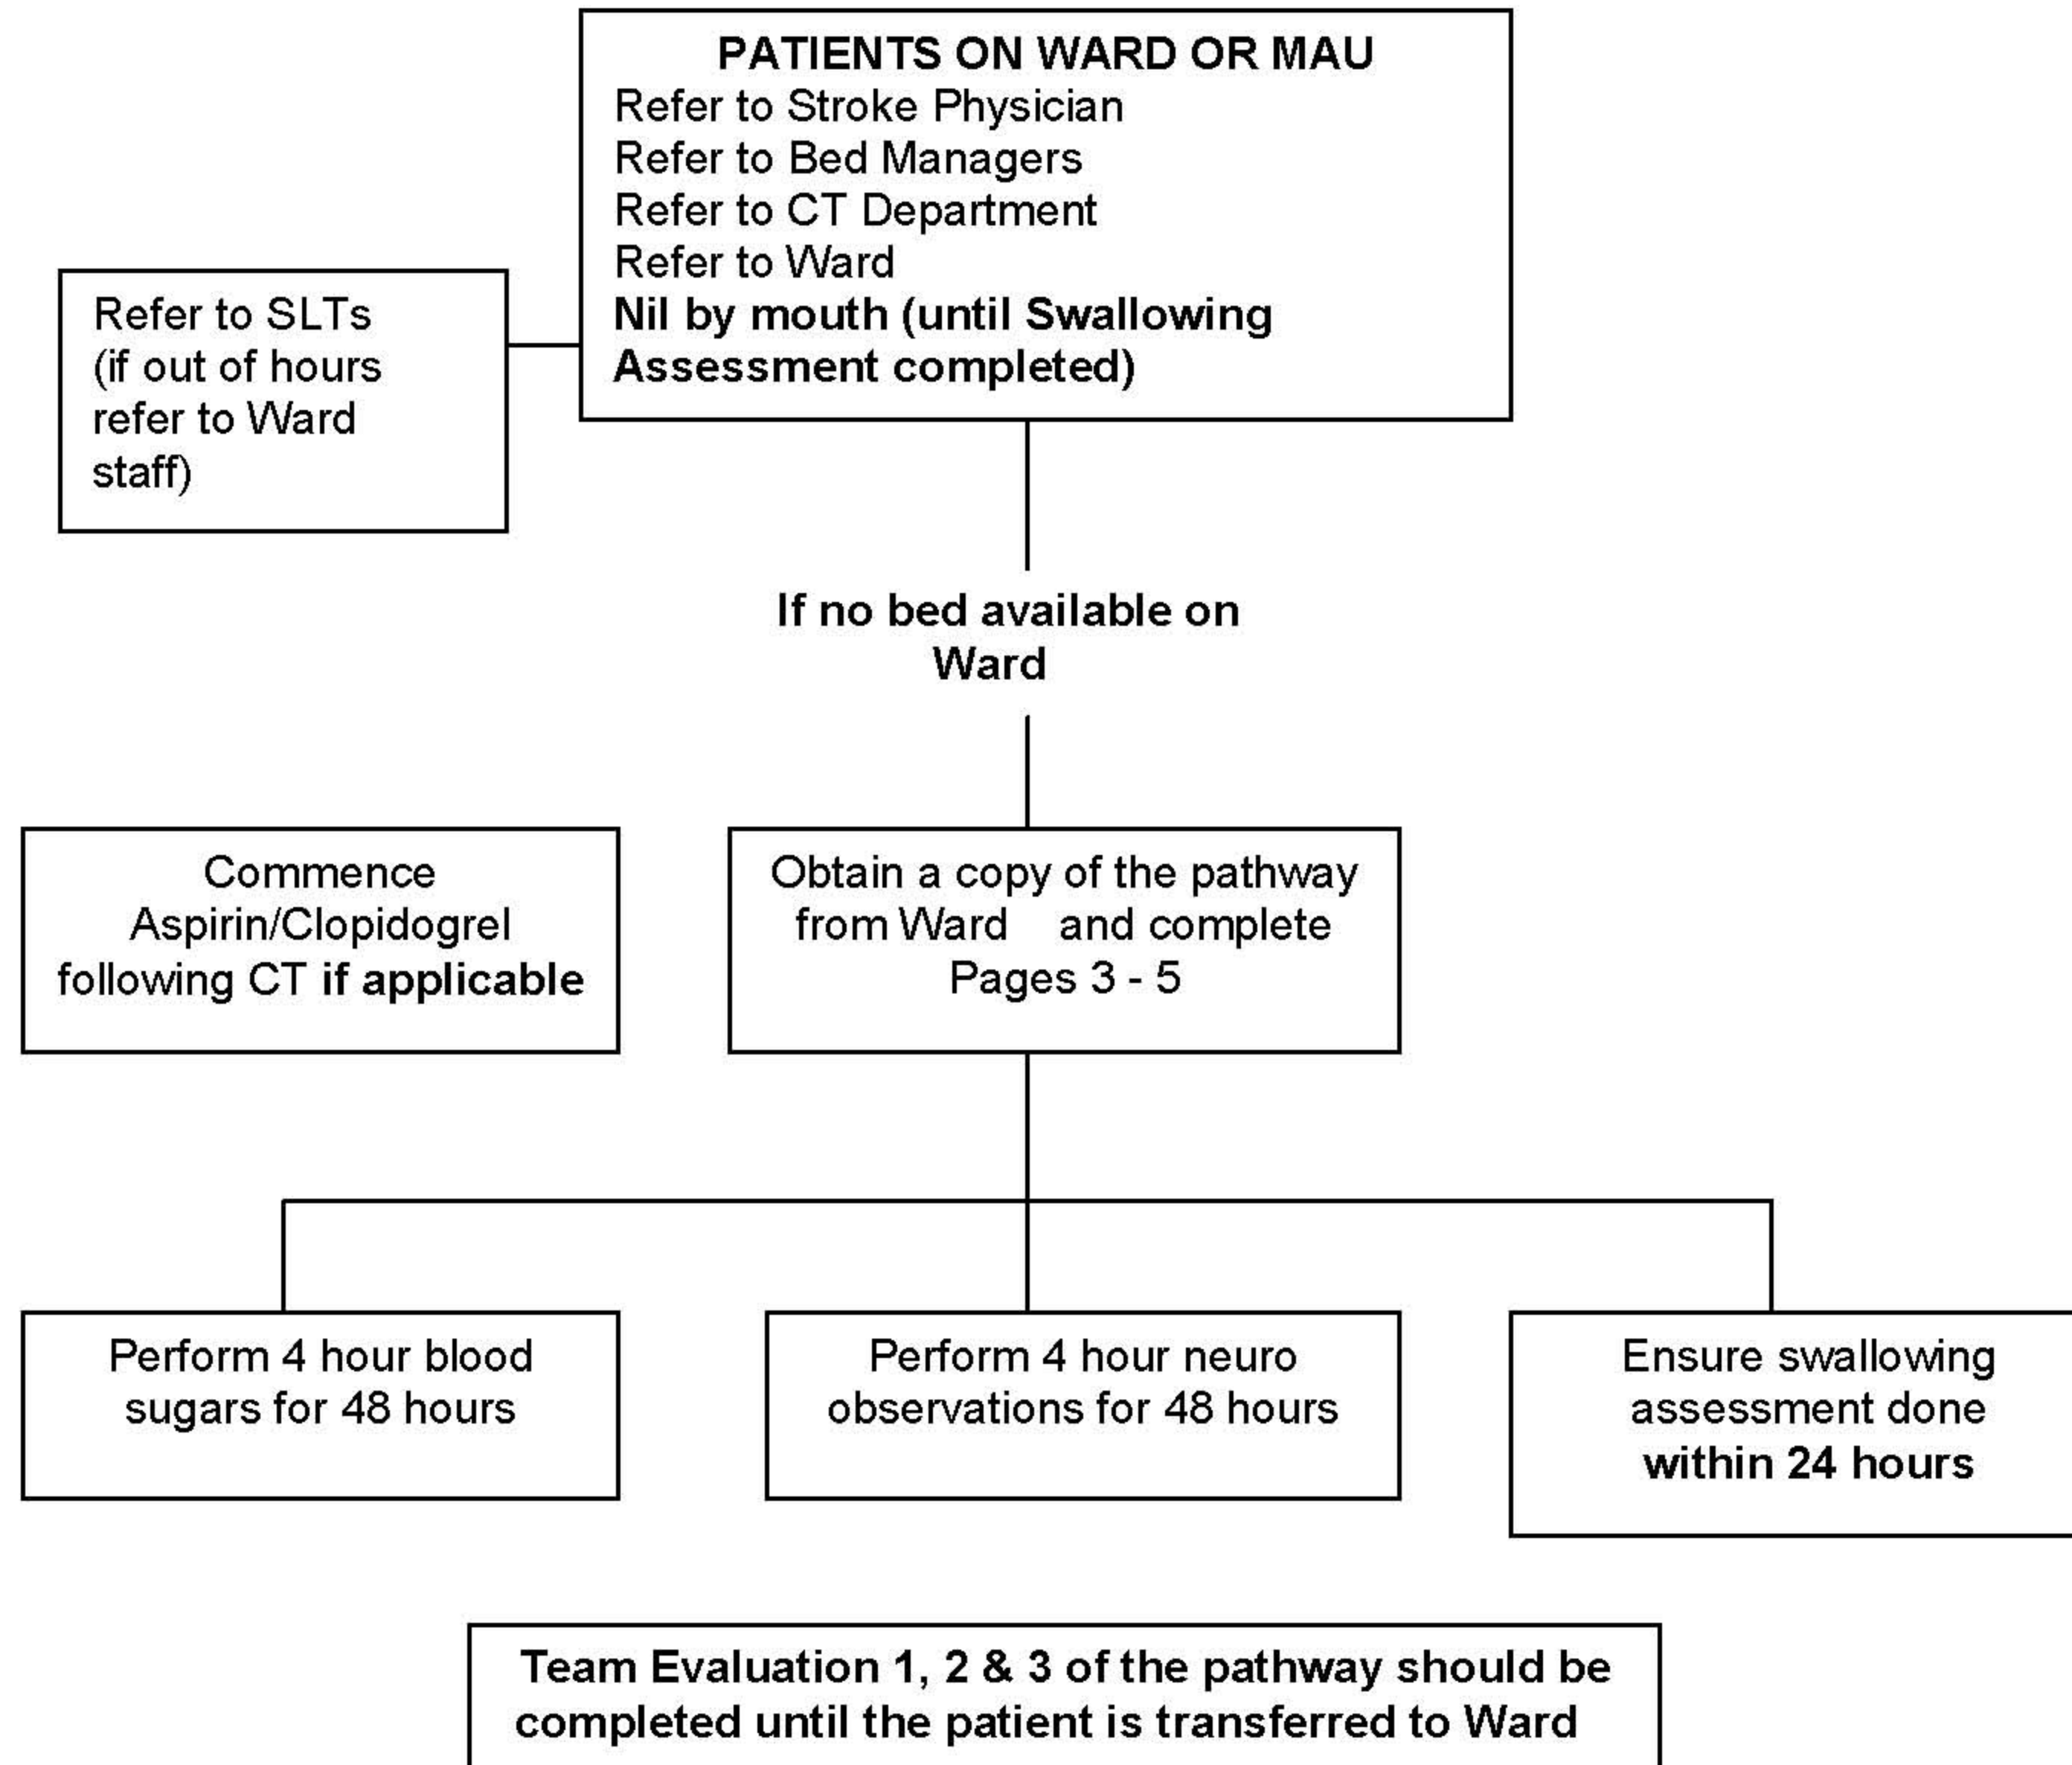 PATIENTS ON WARD OR MAU
Refer to Stroke Physician
Refer to Bed Managers
Refer to CT Department
Refer to Ward
Nil by mouth (until Swallowing
Assessment completed)
Refer to SLTs
(if out of hours
refer to Ward
staff)
If no bed available on
Ward
Commence
Aspirin/Clopidogrel
following CT if applicable
Obtain a copy of the pathway
from Ward and complete
Pages 3 - 5
Perform 4 hour blood
sugars for 48 hours
Perform 4 hour neuro
observations for 48 hours
Ensure swallowing
assessment done
within 24 hours
Team Evaluation 1, 2 & 3 of the pathway should be
completed until the patient is transferred to Ward